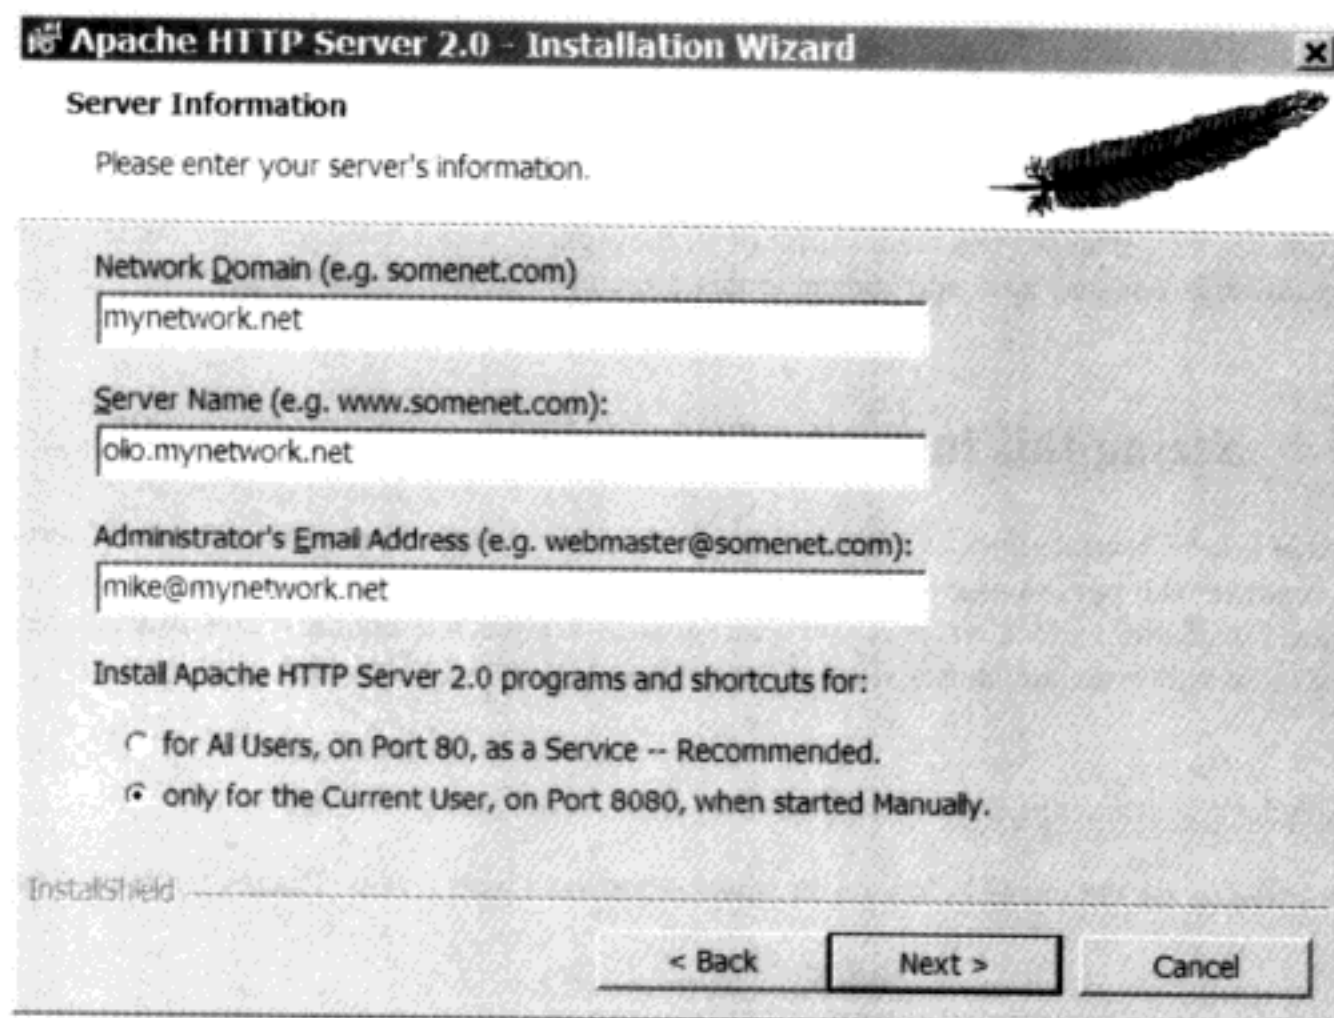 Apache HTTP Server 2.0 - Installation Wizard
Server Information
Please enter your server's information.
Network Domain (e.g. somenet.com)
mynetwork.net
Server Name (e.g. www.somenet.com):
olio.mynetwork.net
Administrator's Email Address (e.g. webmaster@somenet.com):
mike@mynetwork.net
Install Apache HTTP Server 2.0 programs and shortcuts for:
for All Users, on Port 80, as a Service -- Recommended.
only for the Current User, on Port 8080, when started Manually.
InstallShield
< Back
Next >
Cancel